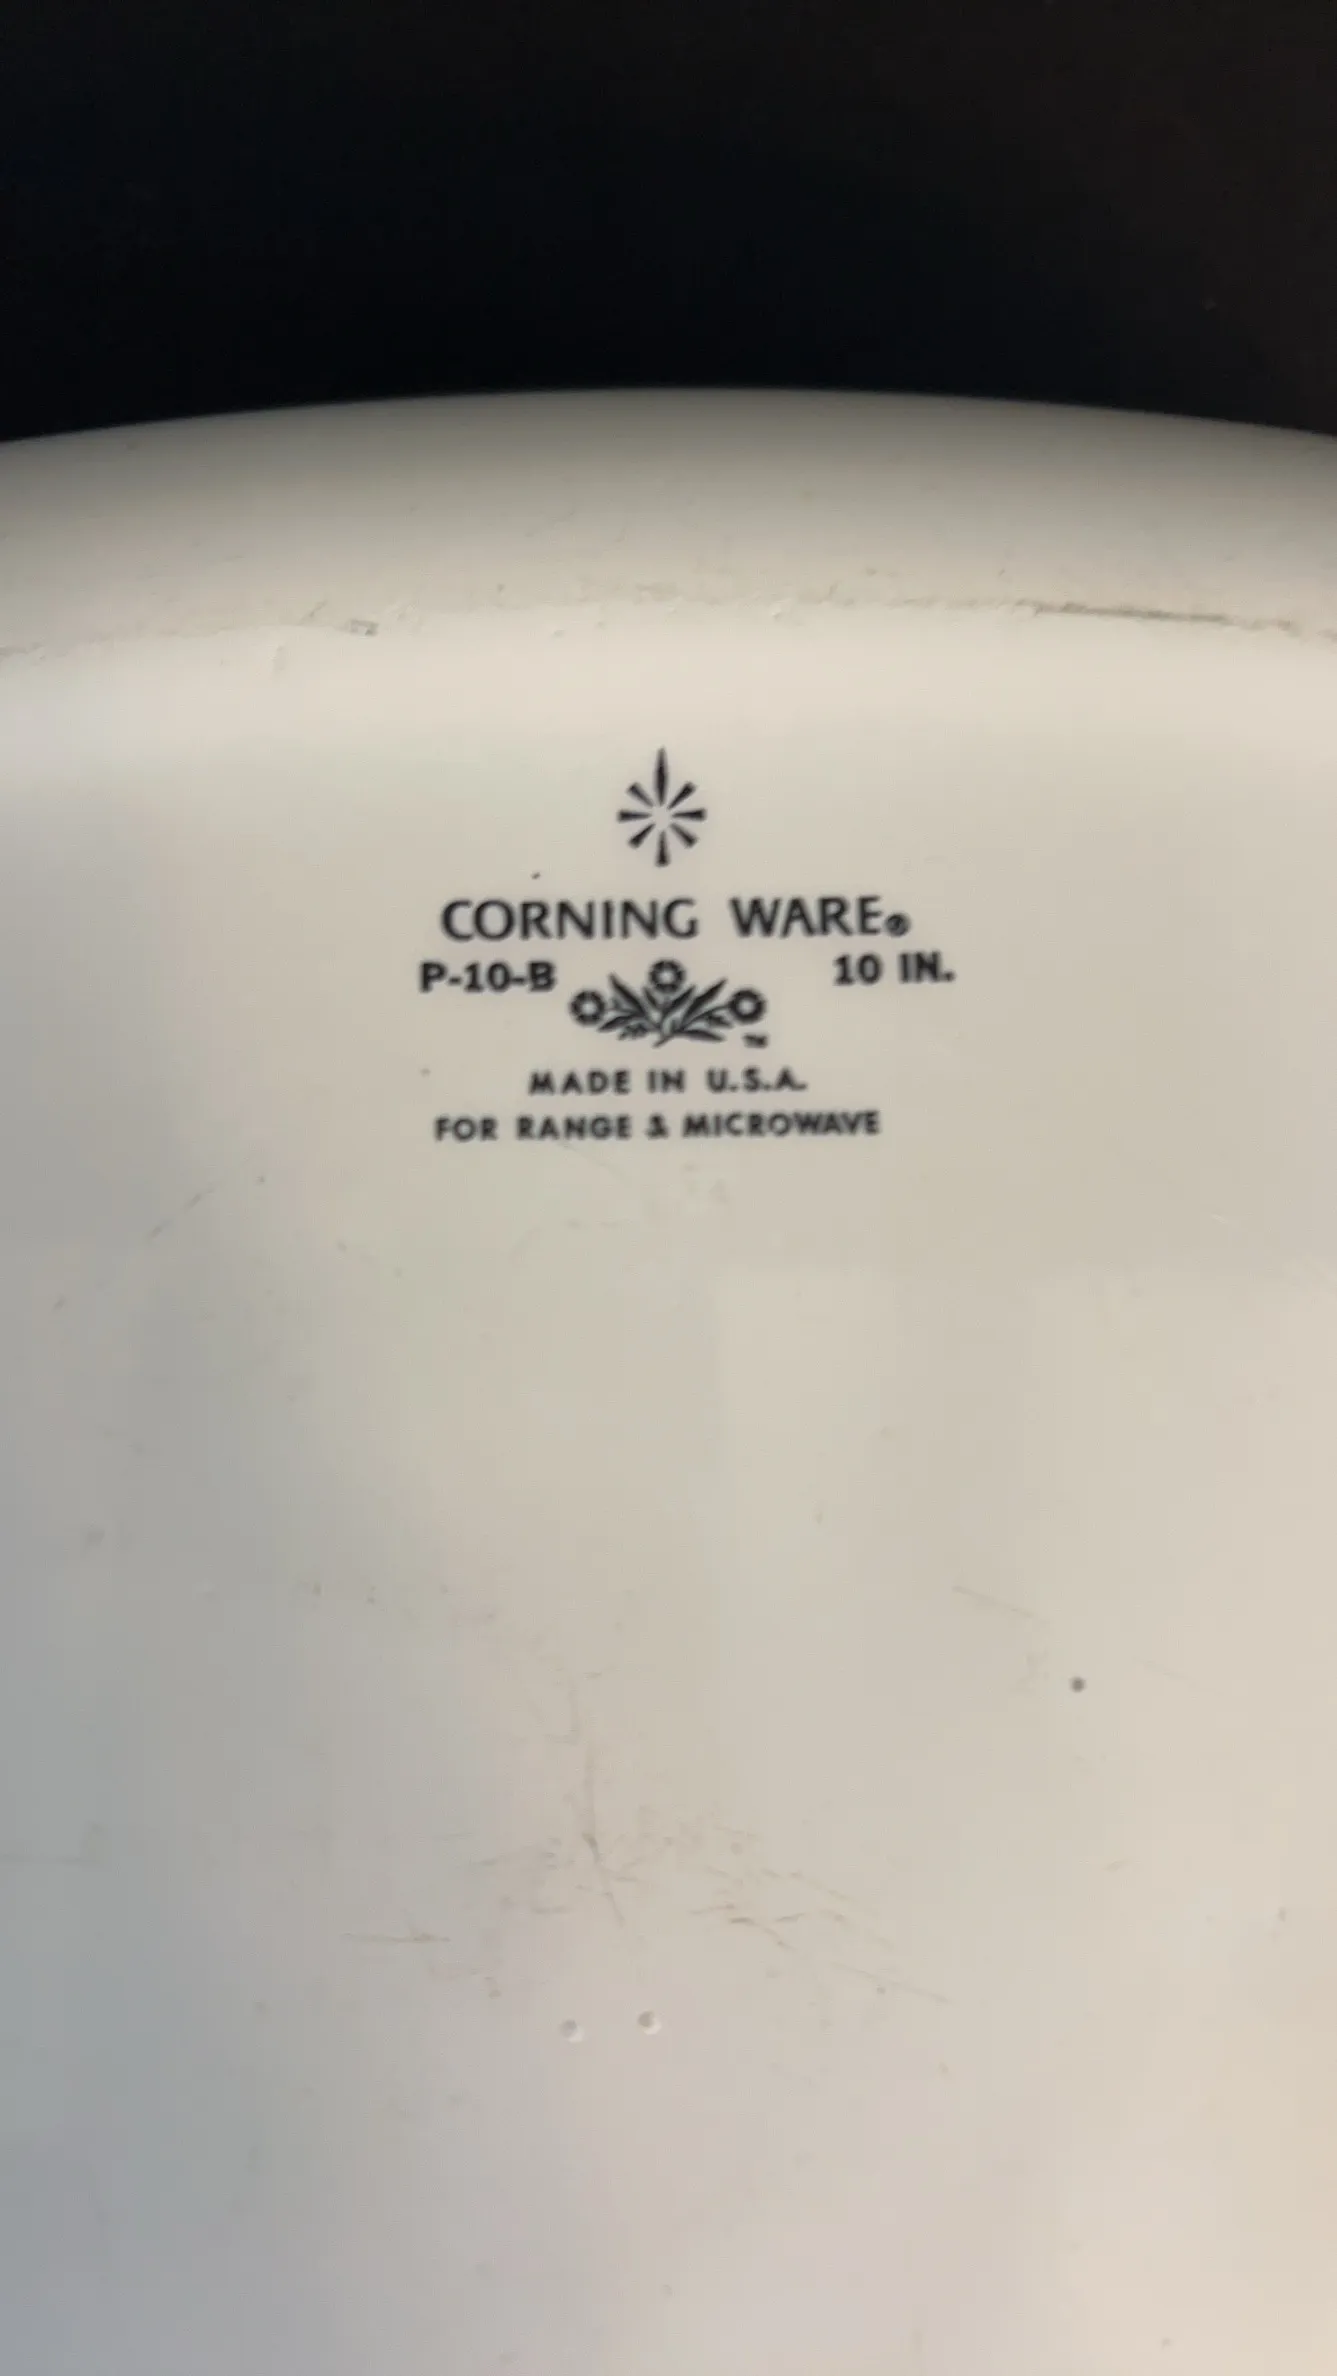 CORNING WARE®
P-10-B 10 IN.
TM
MADE IN U.S.A.
FOR RANGE & MICROWAVE